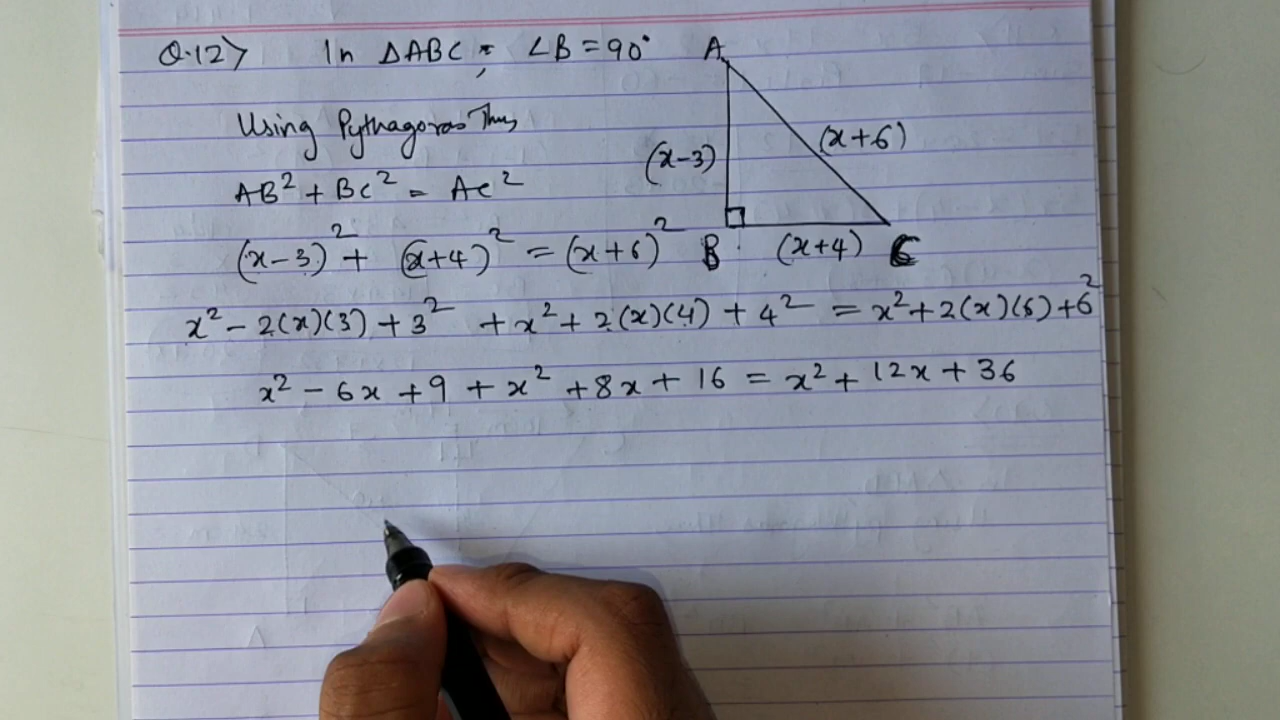 Q.12> In ΔABC, ∠B = 90°
A
Using Pythagoras Thm,
(x-3)
(x+6)
AB² + BC² = AC²
(x-3)² + (x+4)² = (x+6)²
B
(x+4)
C
x² - 2(x)(3) + 3² + x² + 2(x)(4) + 4² = x² + 2(x)(6) + 6²
x² - 6x + 9 + x² + 8x + 16 = x² + 12x + 36